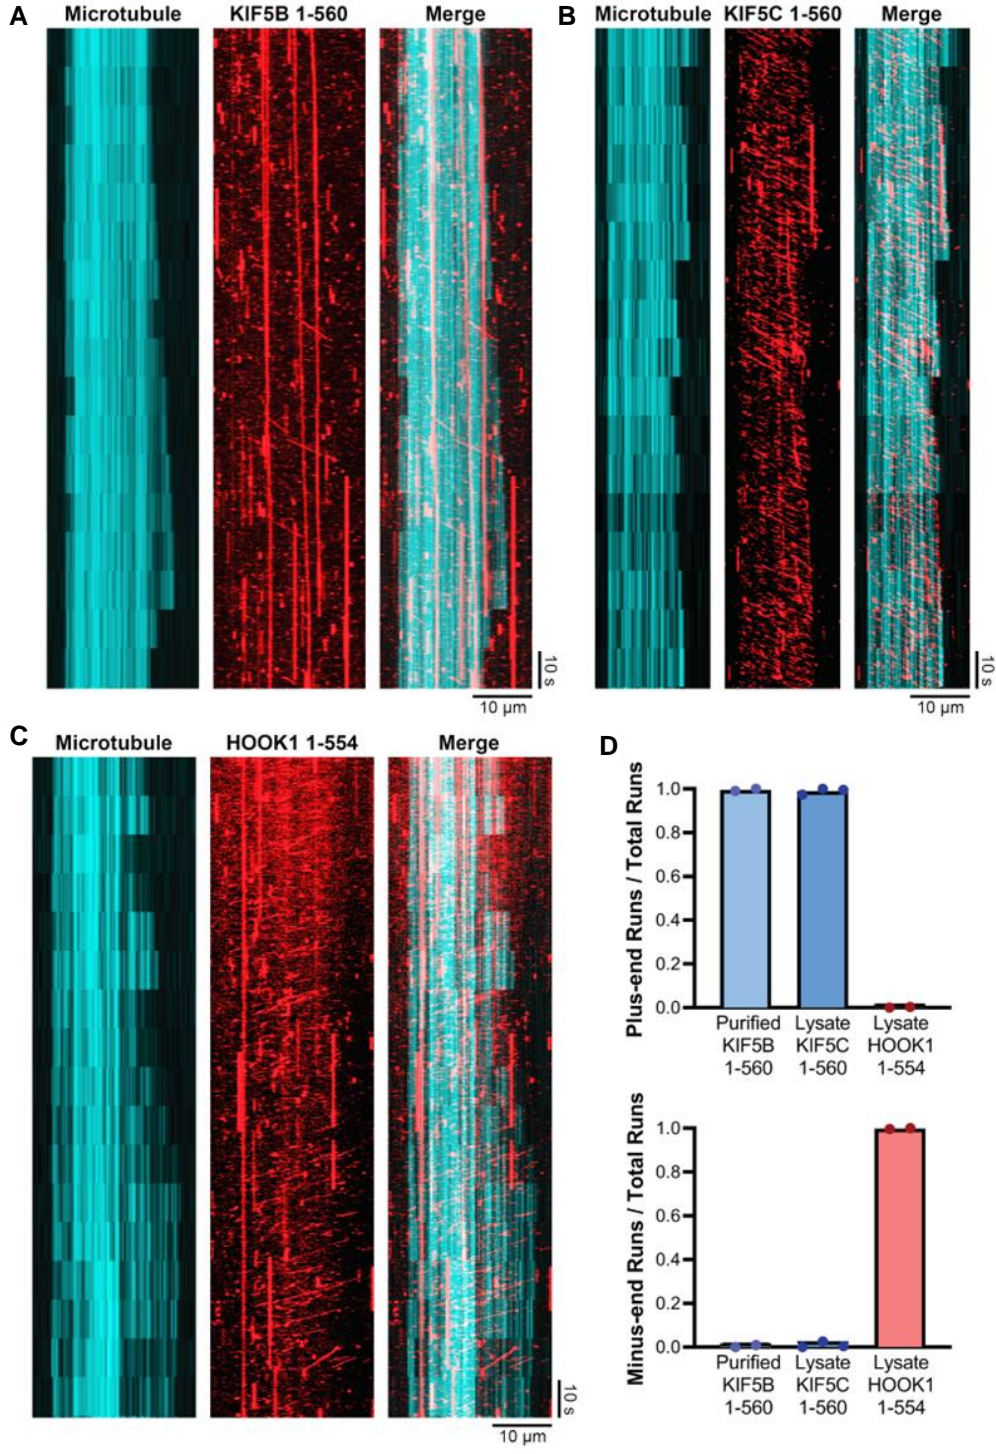 A
Microtubule
KIF5B 1-560
Merge
10 s
10 µm
B
Microtubule
KIF5C 1-560
Merge
10 s
10 µm
C
Microtubule
HOOK1 1-554
Merge
10 s
10 µm
D
Plus-end Runs / Total Runs
1.0
0.8
0.6
0.4
0.2
0.0
Purified
KIF5B
1-560
Lysate
KIF5C
1-560
Lysate
HOOK1
1-554
Minus-end Runs / Total Runs
1.0
0.8
0.6
0.4
0.2
0.0
Purified
KIF5B
1-560
Lysate
KIF5C
1-560
Lysate
HOOK1
1-554